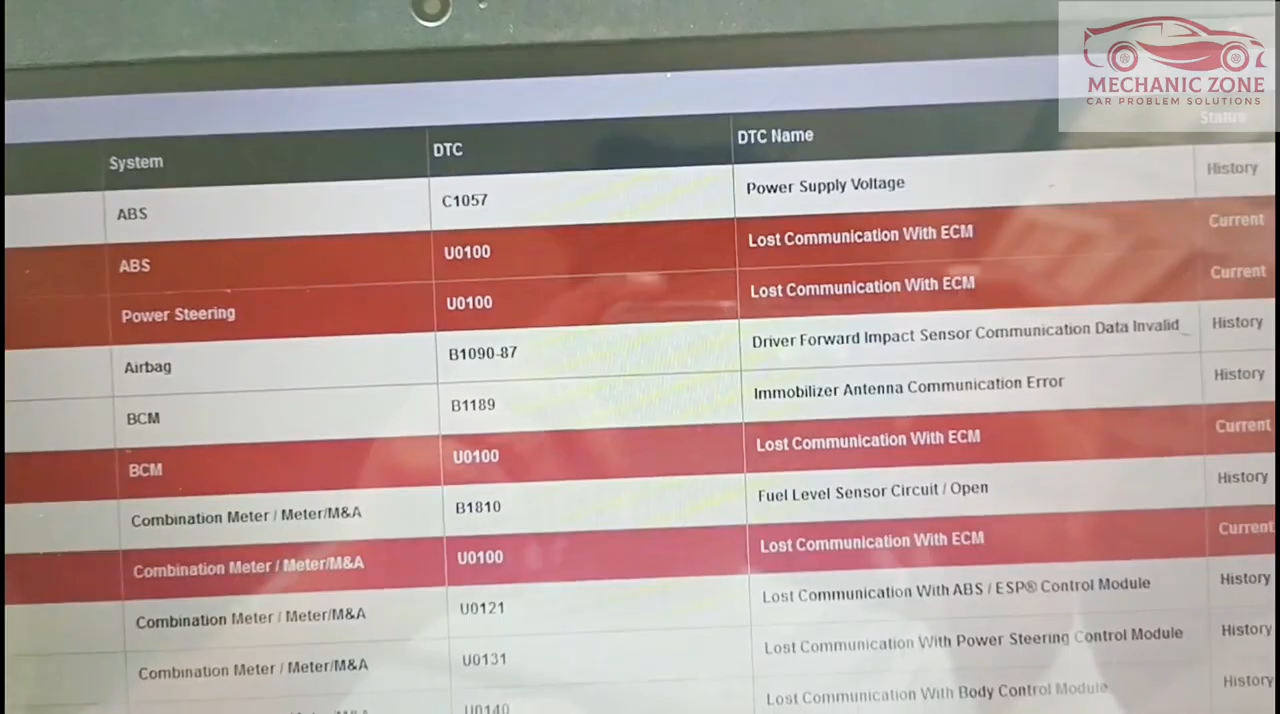 MECHANIC ZONE
CAR PROBLEM SOLUTIONS
System DTC DTC Name Status
ABS C1057 Power Supply Voltage History
ABS U0100 Lost Communication With ECM Current
Power Steering U0100 Lost Communication With ECM Current
Airbag B1090-87 Driver Forward Impact Sensor Communication Data Invalid History
BCM B1189 Immobilizer Antenna Communication Error History
BCM U0100 Lost Communication With ECM Current
Combination Meter / Meter/M&A B1810 Fuel Level Sensor Circuit / Open History
Combination Meter / Meter/M&A U0100 Lost Communication With ECM Current
Combination Meter / Meter/M&A U0121 Lost Communication With ABS / ESP® Control Module History
Combination Meter / Meter/M&A U0131 Lost Communication With Power Steering Control Module History
U0140 Lost Communication With Body Control Module History